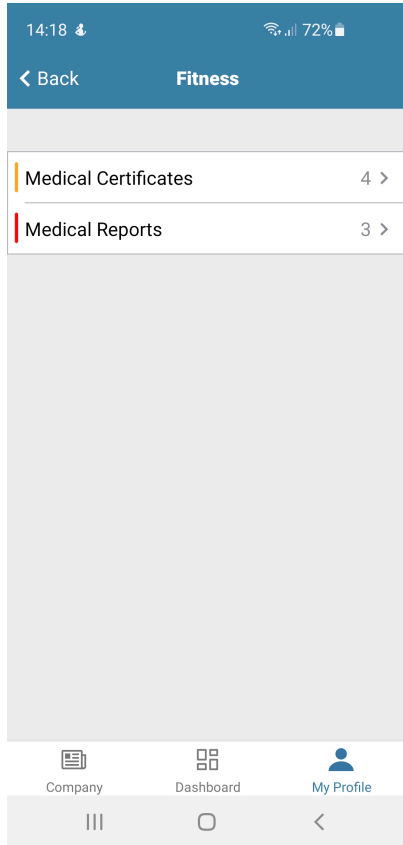 14:18 72%
Back Fitness
Medical Certificates 4
Medical Reports 3
Company Dashboard My Profile